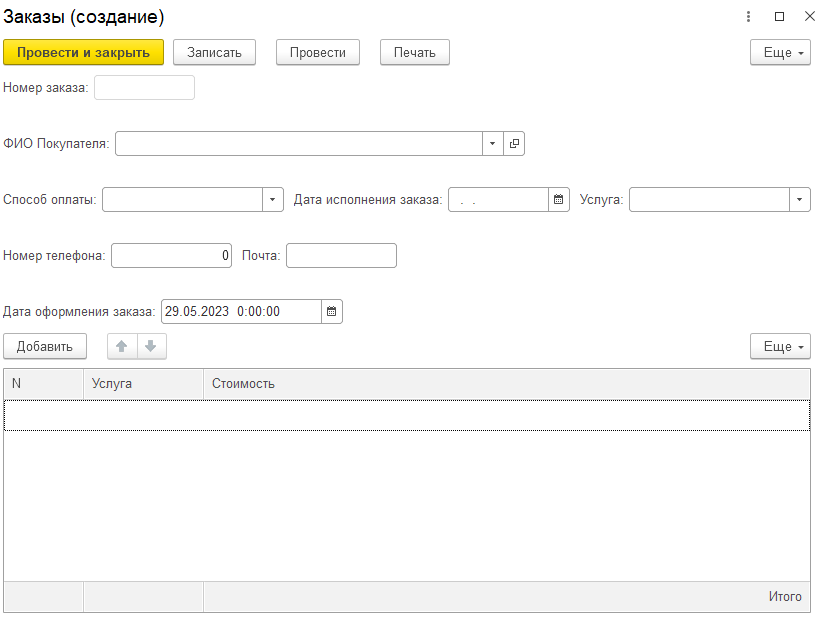 Заказы (создание)
Провести и закрыть Записать Провести Печать Еще
Номер заказа:
ФИО Покупателя:
Способ оплаты: Дата исполнения заказа: . . Услуга:
Номер телефона: 0 Почта:
Дата оформления заказа: 29.05.2023 0:00:00
Добавить Еще
N Услуга Стоимость
Итого